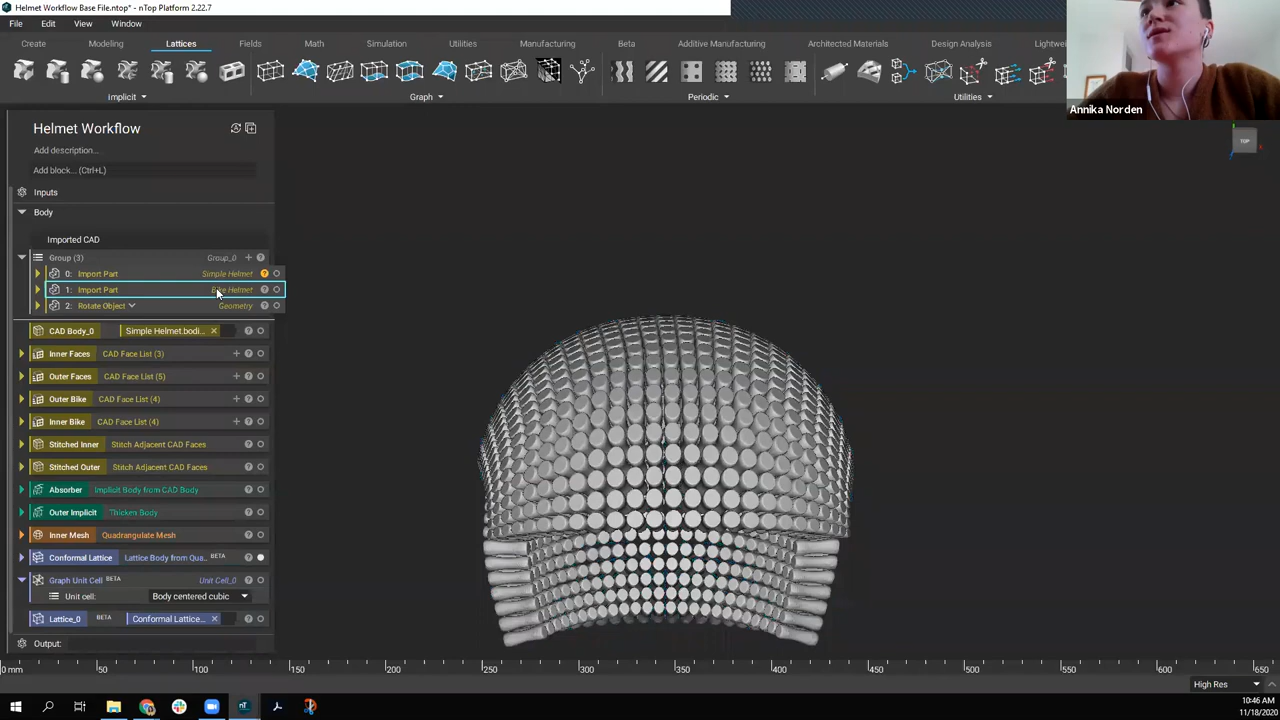 Helmet Workflow Base File.ntop* - nTop Platform 2.22.7
File Edit View Window
Create Modeling Lattices Fields Math Simulation Utilities Manufacturing Beta Additive Manufacturing Architected Materials Design Analysis Lightwei
Implicit Graph Periodic Utilities
Annika Norden
TOP
Helmet Workflow
Add description...
Add block... (Ctrl+L)
Inputs
Body
Imported CAD
Group (3) Group_0
0: Import Part Simple Helmet
1: Import Part Bike Helmet
2: Rotate Object Geometry
CAD Body_0 Simple Helmet.bodi...
Inner Faces CAD Face List (3)
Outer Faces CAD Face List (5)
Outer Bike CAD Face List (4)
Inner Bike CAD Face List (4)
Stitched Inner Stitch Adjacent CAD Faces
Stitched Outer Stitch Adjacent CAD Faces
Absorber Implicit Body from CAD Body
Outer Implicit Thicken Body
Inner Mesh Quadrangulate Mesh
Conformal Lattice Lattice Body from Qua... BETA
Graph Unit Cell BETA Unit Cell_0
Unit cell: Body centered cubic
Lattice_0 BETA Conformal Lattice...
Output:
0 mm 50 100 150 200 250 300 350 400 450 500 550 600 650
High Res
10:46 AM
11/18/2020